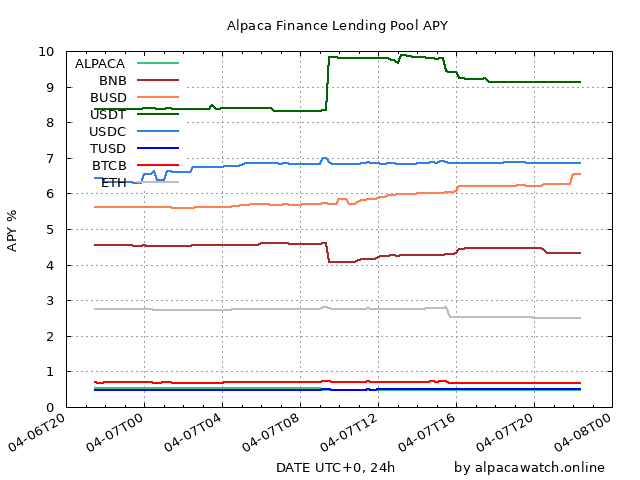 Alpaca Finance Lending Pool APY
APY %
10
9
8
7
6
5
4
3
2
1
0
ALPACA
BNB
BUSD
USDT
USDC
TUSD
BTCB
ETH
04-06T20
04-07T00
04-07T04
04-07T08
04-07T12
04-07T16
04-07T20
04-08T00
DATE UTC+0, 24h
by alpacawatch.online